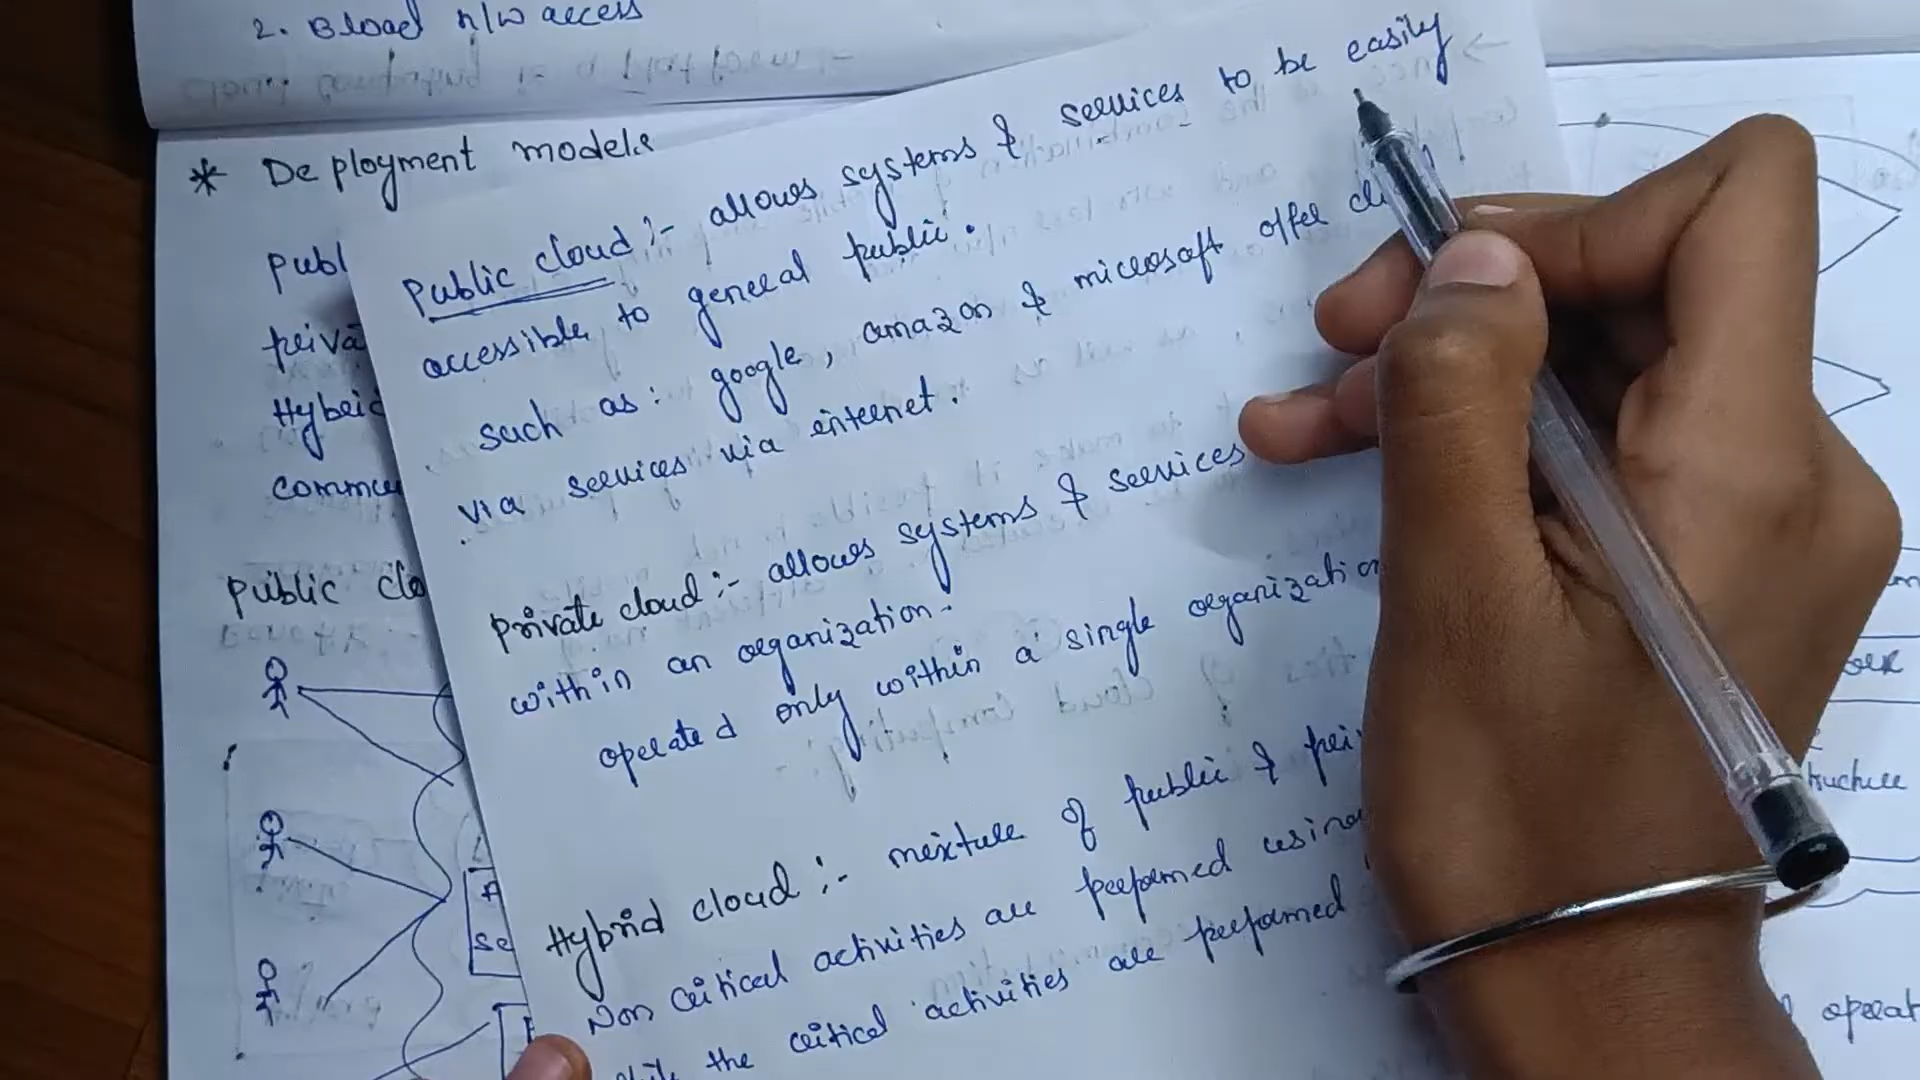 2. Broad n/w access
* Deployment models
publ
priva
Hybrid
commu
public clo
Public cloud :- allows systems & services to be easily
accessible to general public.
such as : google, amazon & microsoft offer
via services via internet.
private cloud :- allows systems & services
within an organization.
operated only within a single organization
Hybrid cloud :- mixture of public & pri
Non critical activities are performed using
the critical activities are performed
ructure
operat